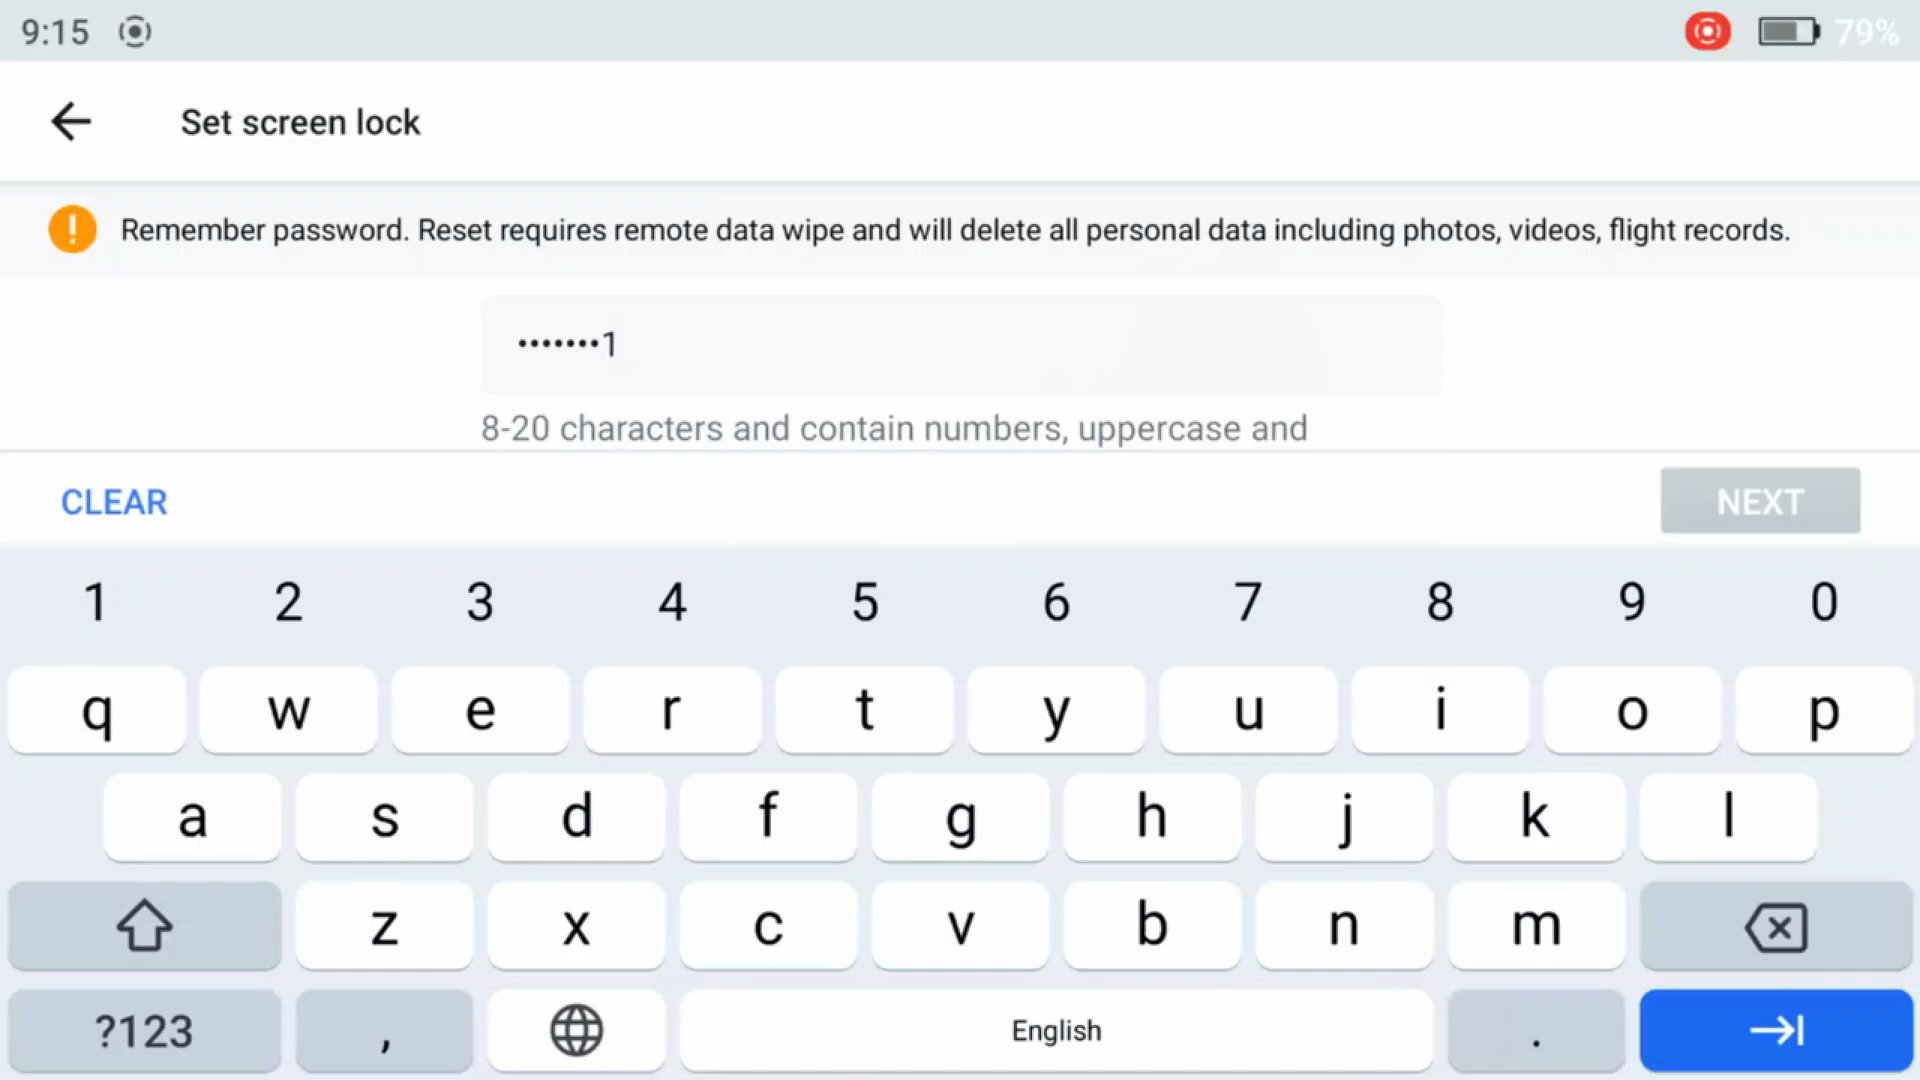 9:15
79%
Set screen lock
Remember password. Reset requires remote data wipe and will delete all personal data including photos, videos, flight records.
•••••••1
8-20 characters and contain numbers, uppercase and
CLEAR
NEXT
1 2 3 4 5 6 7 8 9 0
q w e r t y u i o p
a s d f g h j k l
z x c v b n m
?123 , English .